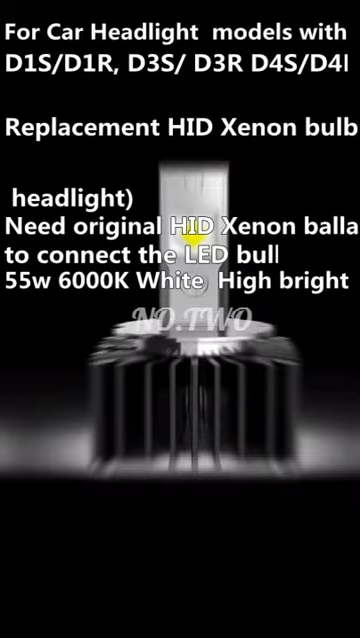 For Car Headlight models with
D1S/D1R, D3S/ D3R D4S/D4
Replacement HID Xenon bulb
headlight)
Need original HID Xenon balla
to connect the LED bul
55w 6000K White, High bright
NO.TWO